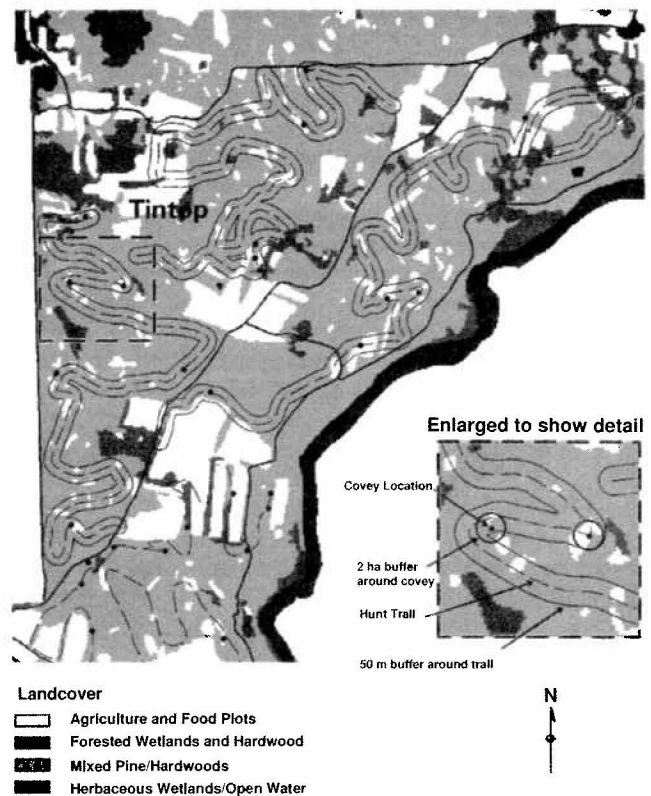 Tintop
Enlarged to show detail
Covey Location
2 ha buffer
around covey
Hunt Trail
50 m buffer around trail
Landcover
Agriculture and Food Plots
Forested Wetlands and Hardwood
Mixed Pine/Hardwoods
Herbaceous Wetlands/Open Water
N